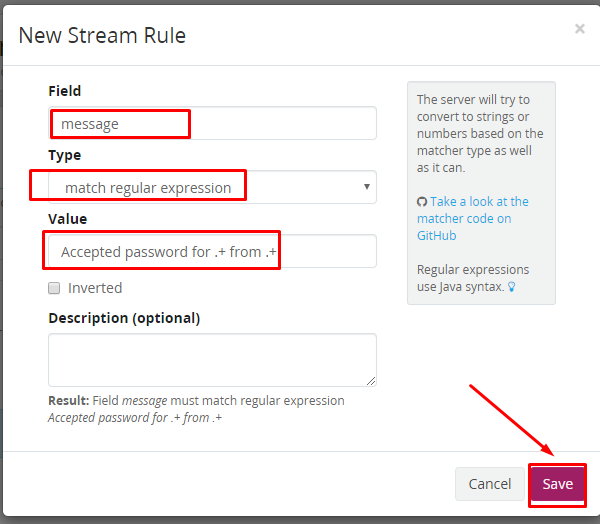 New Stream Rule
×
Field
message
Type
match regular expression
Value
Accepted password for .+ from .+
Inverted
Description (optional)
Result: Field message must match regular expression
Accepted password for .+ from .+
The server will try to
convert to strings or
numbers based on the
matcher type as well
as it can.
Take a look at the
matcher code on
GitHub
Regular expressions
use Java syntax.
Cancel
Save